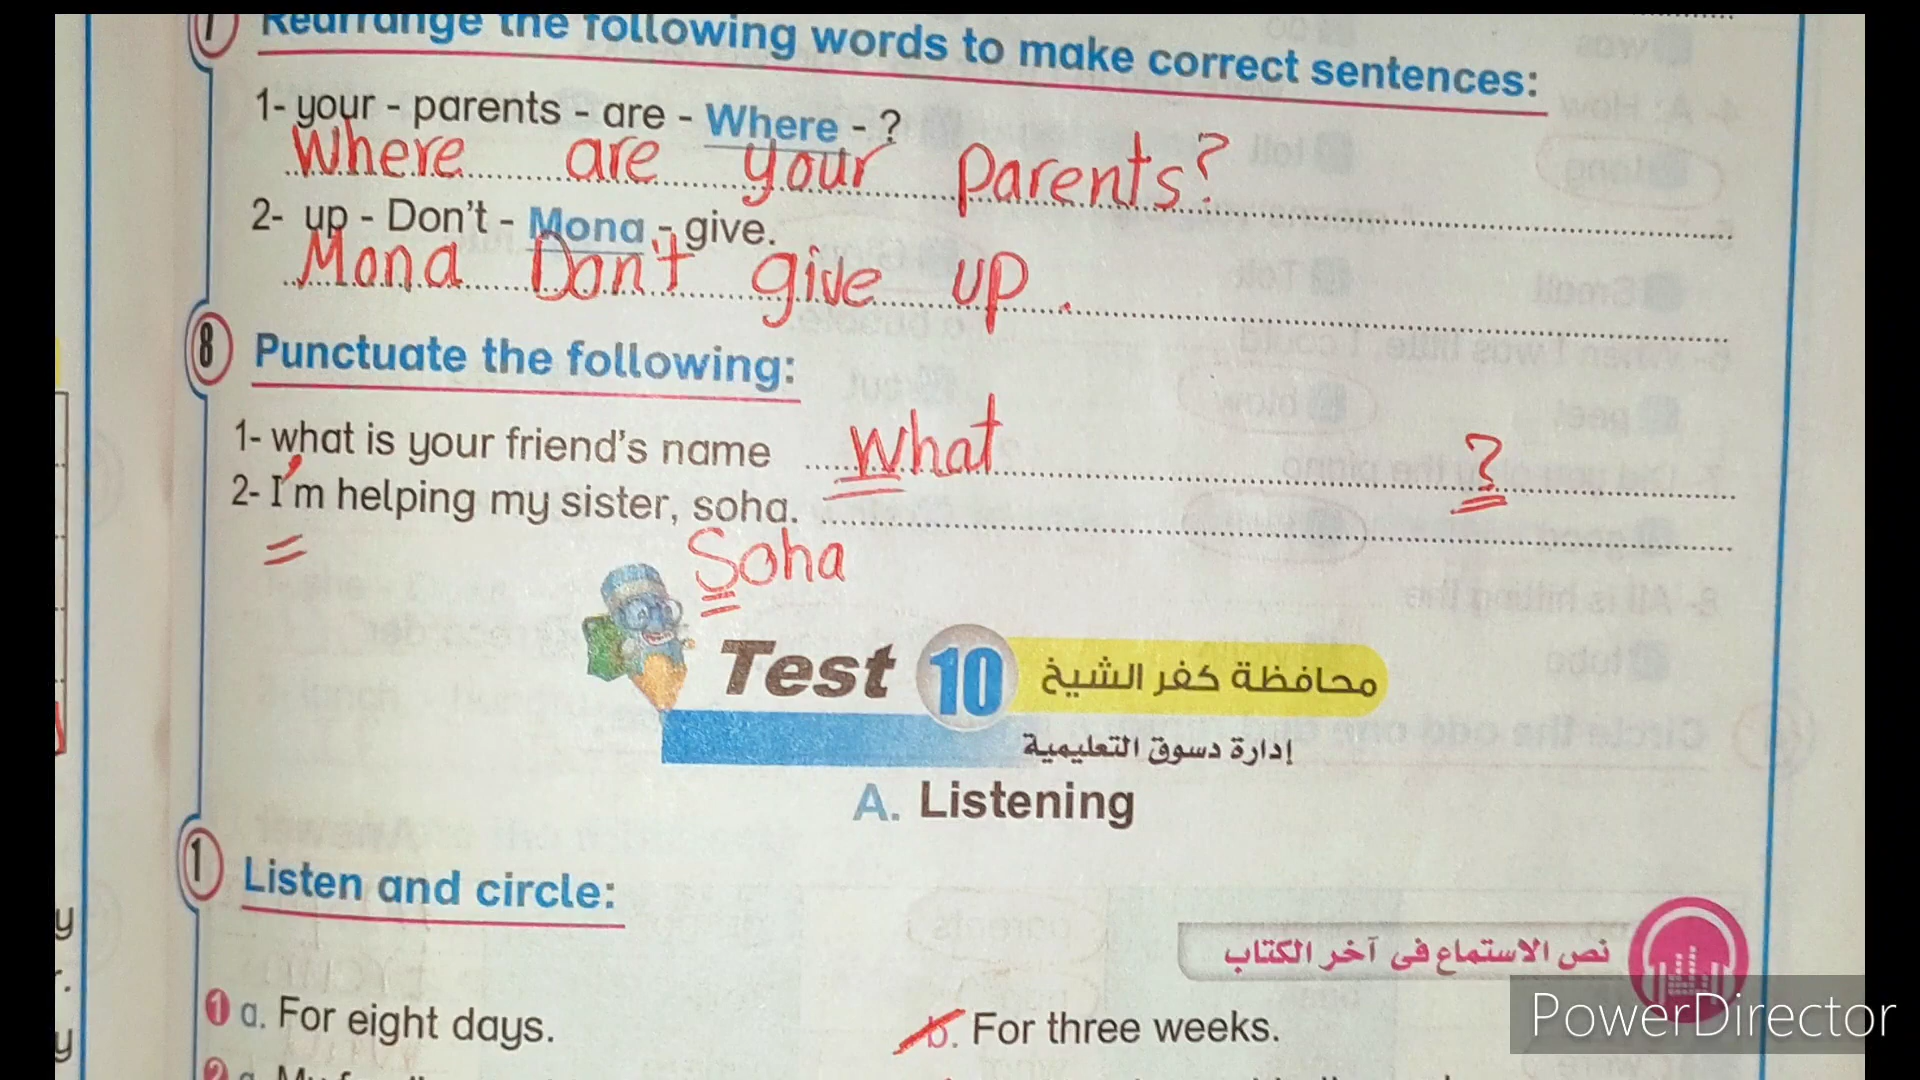 7 Rearrange the following words to make correct sentences:
1- your - parents - are - Where - ?
Where are your parents?
2- up - Don't - Mona - give.
Mona Don't give up.
8 Punctuate the following:
1- what is your friend's name What ?
2- I'm helping my sister, soha.
Soha
Test 10 محافظة كفر الشيخ
إدارة دسوق التعليمية
A. Listening
1 Listen and circle:
نص الاستماع فى آخر الكتاب
1 a. For eight days. b. For three weeks.
PowerDirector